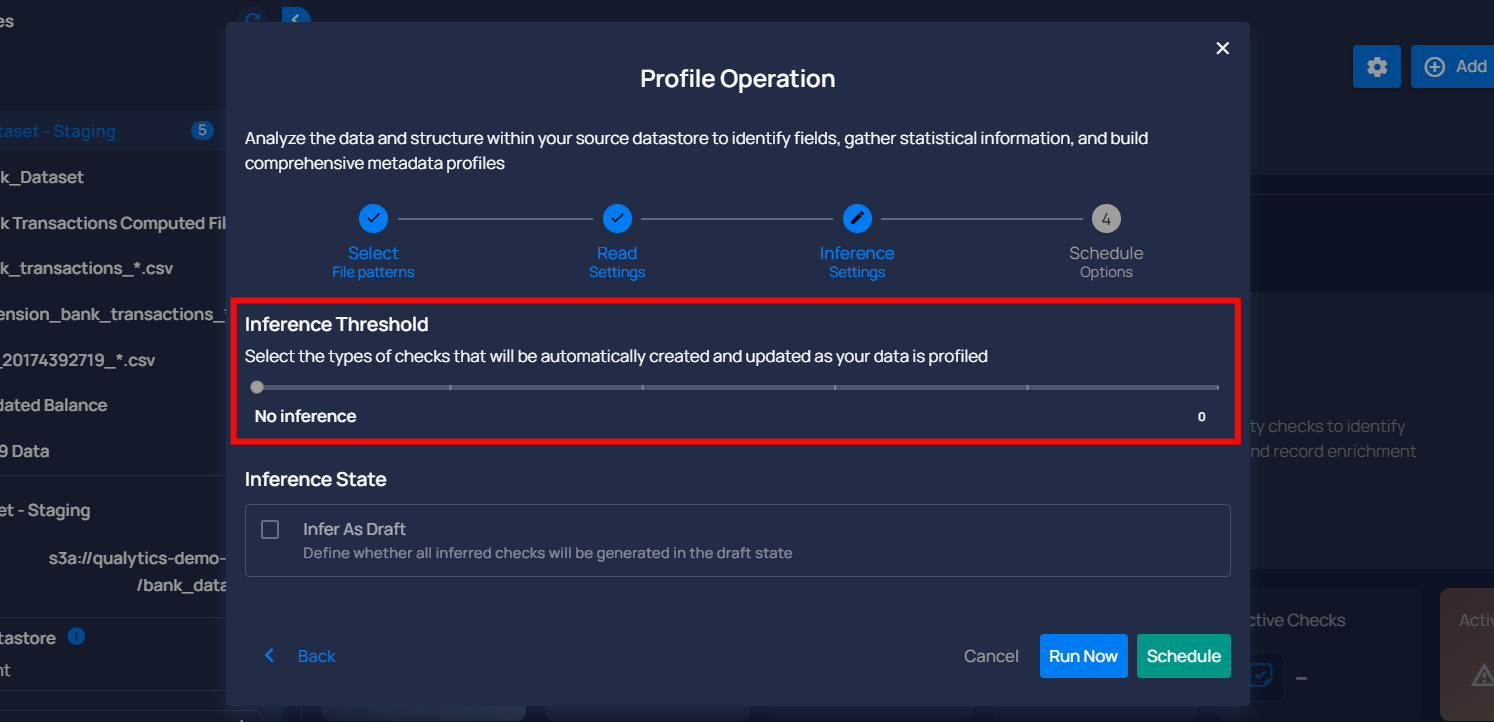 es
Add
taset - Staging
5
k_Dataset
k Transactions Computed Fil
k_transactions_*.csv
ension_bank_transactions_
_20174392719_*.csv
dated Balance
9 Data
et - Staging
s3a://qualytics-demo-
/bank_data
tastore
nt
Profile Operation
Analyze the data and structure within your source datastore to identify fields, gather statistical information, and build
comprehensive metadata profiles
Select
File patterns
Read
Settings
Inference
Settings
4
Schedule
Options
Inference Threshold
Select the types of checks that will be automatically created and updated as your data is profiled
No inference
0
Inference State
Infer As Draft
Define whether all inferred checks will be generated in the draft state
Back
Cancel
Run Now
Schedule
ty checks to identify
nd record enrichment
ctive Checks
–
Activ